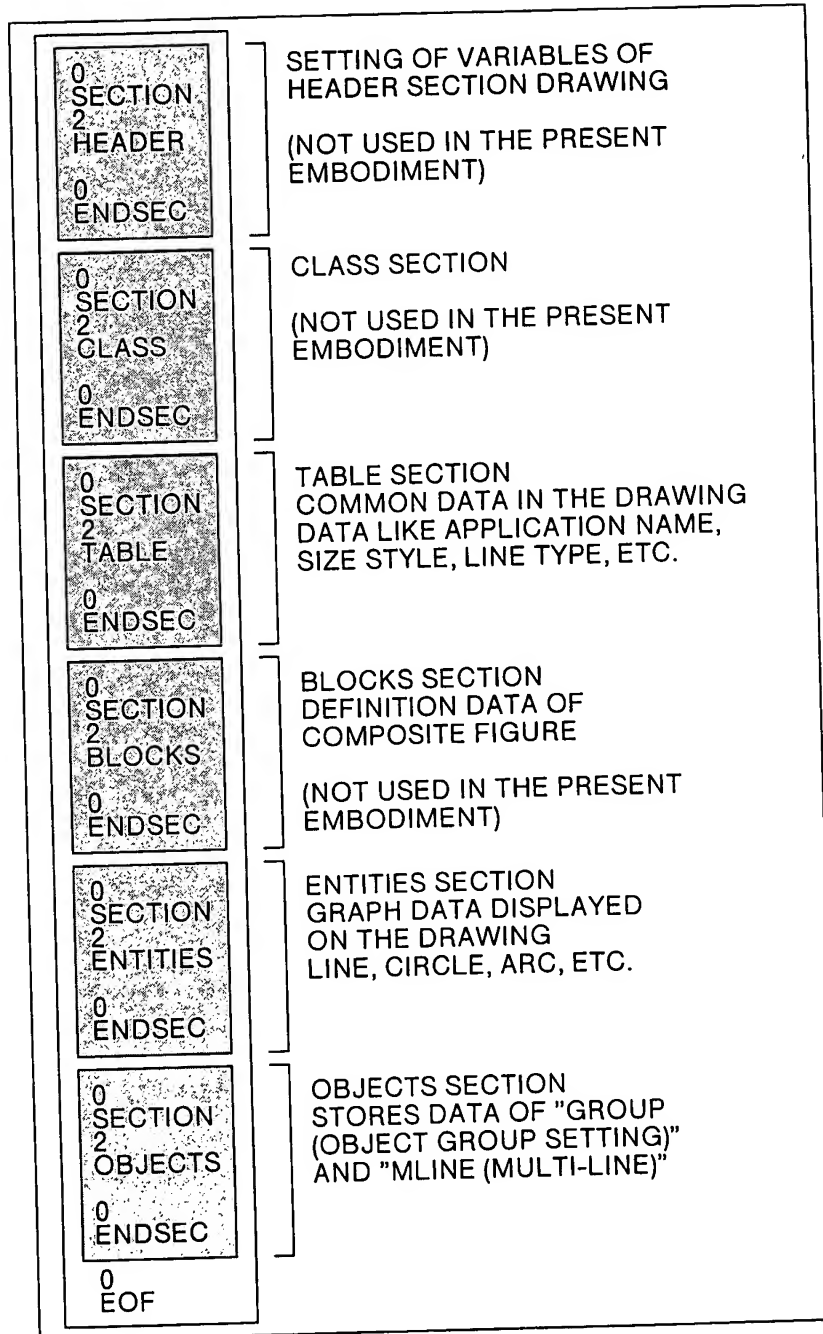 0
SECTION
2
HEADER
0
ENDSEC
SETTING OF VARIABLES OF
HEADER SECTION DRAWING
(NOT USED IN THE PRESENT
EMBODIMENT)
0
SECTION
2
CLASS
0
ENDSEC
CLASS SECTION
(NOT USED IN THE PRESENT
EMBODIMENT)
0
SECTION
2
TABLE
0
ENDSEC
TABLE SECTION
COMMON DATA IN THE DRAWING
DATA LIKE APPLICATION NAME,
SIZE STYLE, LINE TYPE, ETC.
0
SECTION
2
BLOCKS
0
ENDSEC
BLOCKS SECTION
DEFINITION DATA OF
COMPOSITE FIGURE
(NOT USED IN THE PRESENT
EMBODIMENT)
0
SECTION
2
ENTITIES
0
ENDSEC
ENTITIES SECTION
GRAPH DATA DISPLAYED
ON THE DRAWING
LINE, CIRCLE, ARC, ETC.
0
SECTION
2
OBJECTS
0
ENDSEC
OBJECTS SECTION
STORES DATA OF "GROUP
(OBJECT GROUP SETTING)"
AND "MLINE (MULTI-LINE)"
0
EOF